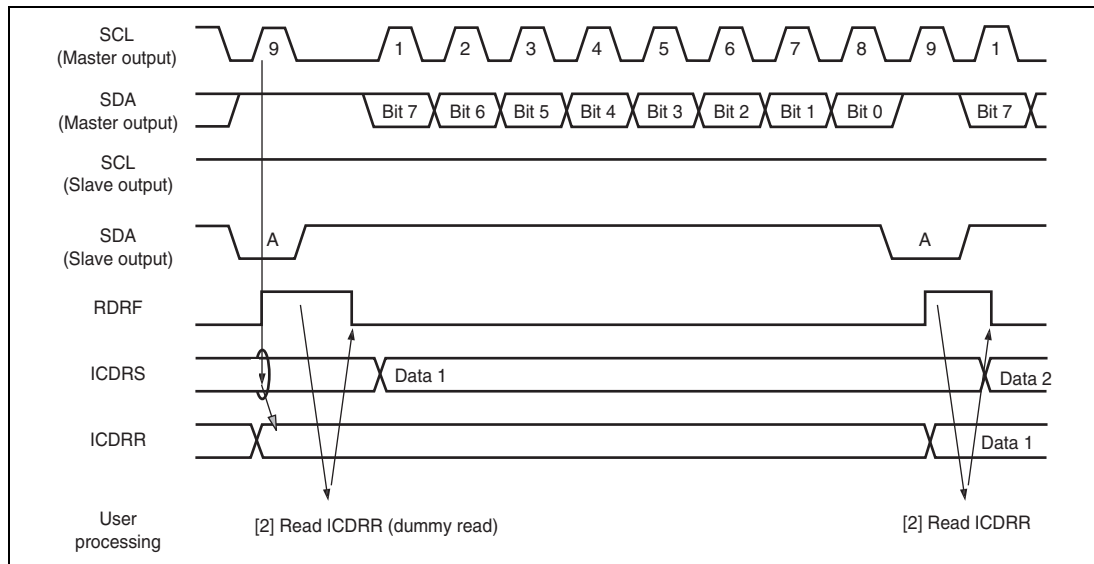 SCL
(Master output)
9 1 2 3 4 5 6 7 8 9 1
SDA
(Master output)
Bit 7 Bit 6 Bit 5 Bit 4 Bit 3 Bit 2 Bit 1 Bit 0 Bit 7
SCL
(Slave output)
SDA
(Slave output)
A A
RDRF
ICDRS
Data 1 Data 2
ICDRR
Data 1
User
processing
[2] Read ICDRR (dummy read) [2] Read ICDRR